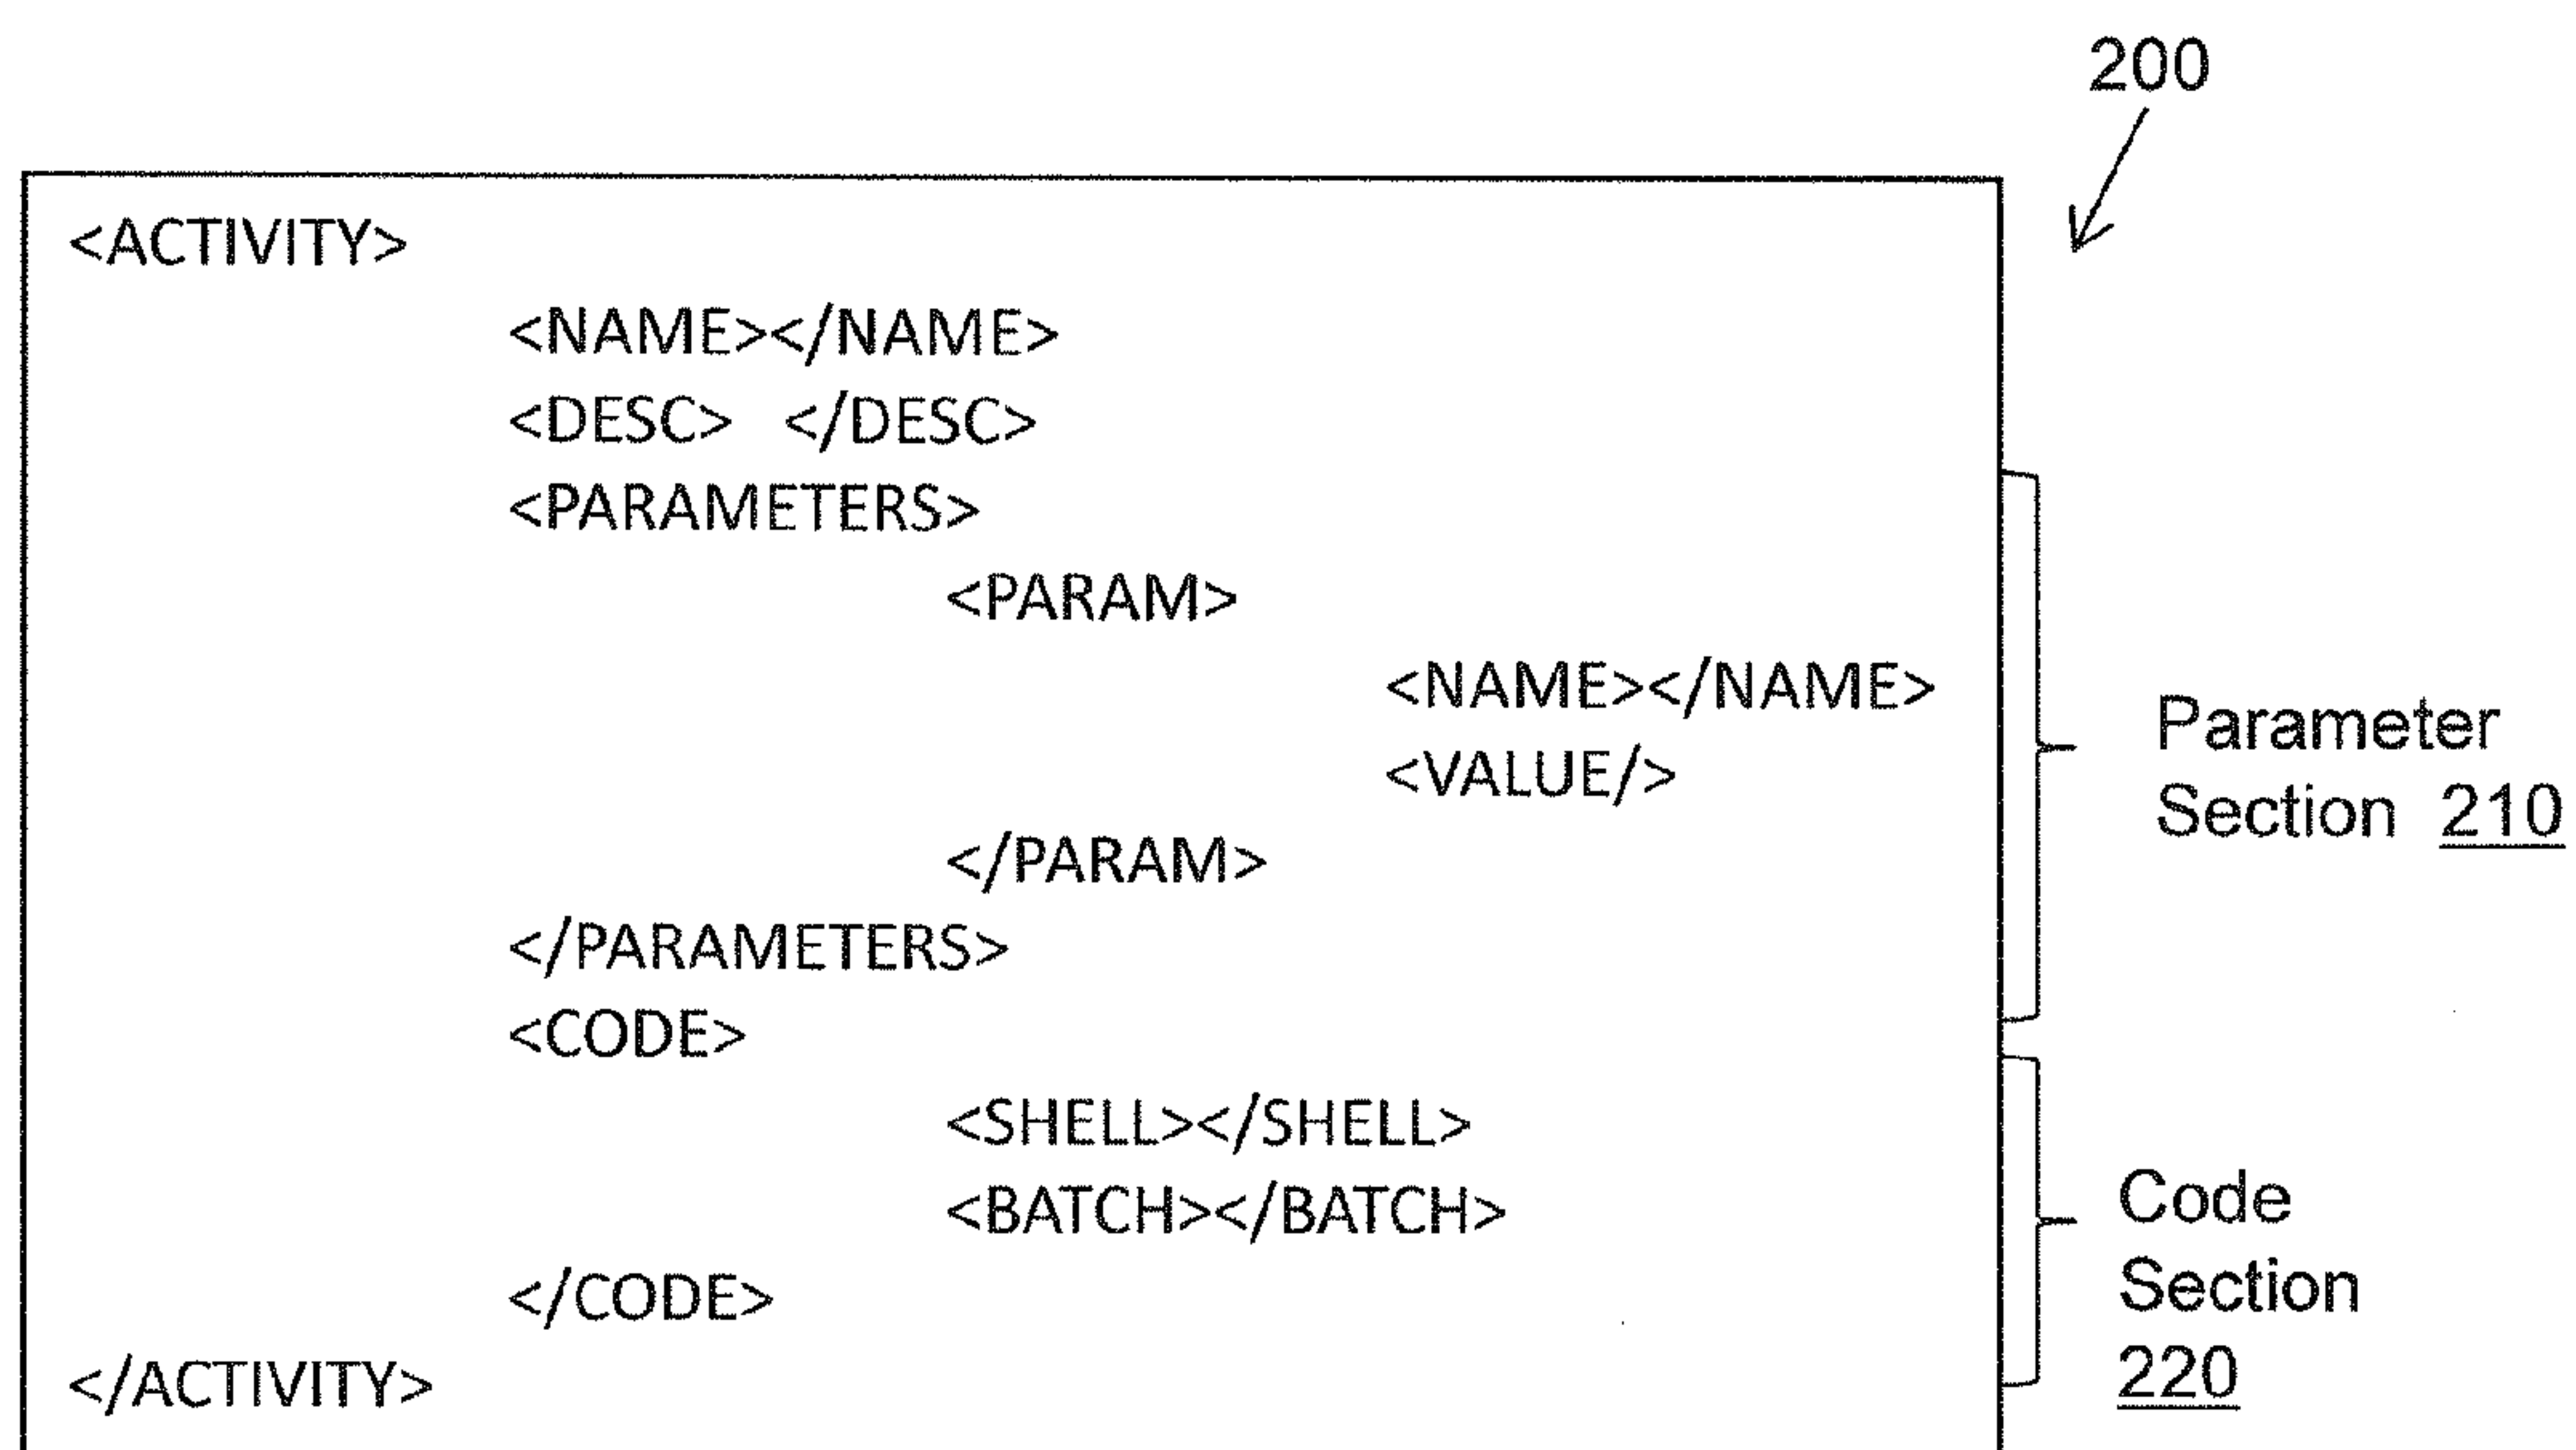 200
<ACTIVITY>
<NAME></NAME>
<DESC> </DESC>
<PARAMETERS>
<PARAM>
<NAME></NAME>
<VALUE/>
</PARAM>
</PARAMETERS>
<CODE>
<SHELL></SHELL>
<BATCH></BATCH>
</CODE>
</ACTIVITY>
Parameter
Section 210
Code
Section
220